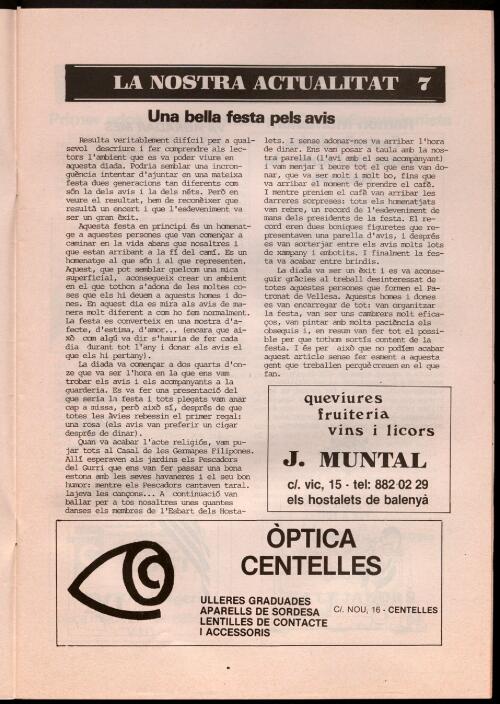 LA NOSTRA ACTUALITAT 7
Una bella festa pels avis
Resulta veritablement difícil per a qual-
sevol descriure i fer comprendre als lec-
tors l'ambient que es va poder viure en
aquesta diada. Podria semblar una incron-
güència intentar d'ajuntar en una mateixa
festa dues generacions tan diferents com
són la dels avis i la dels néts. Però en
veure el resultat, hem de reconèixer que
resultà un encert i que l'esdeveniment va
ser un gran èxit.
Aquesta festa en principi és un homenat-
ge a aquestes persones que van començar a
caminar en la vida abans que nosaltres i
que estan arribant a la fí del camí. Es un
homenatge al que són i al que representen.
Aquest, que pot semblar quelcom una mica
superficial, aconsegueix crear un ambient
en el que tothom s'adona de les moltes co-
ses que els hi deuem a aquests homes i do-
nes. En aquest dia es mira als avis de ma-
nera molt diferent a com ho fem normalment.
La festa es converteix en una mostra d'a-
fecte, d'estima, d'amor... (encara que ai-
xò com algú va dir s'hauria de fer cada
dia durant tot l'any i donar als avis el
que els hi pertany).
La diada va començar a dos quarts d'on-
ze que va ser l'hora en la que ens vam
trobar els avis i els acompanyants a la
guarderia. Es va fer una presentació del
que seria la festa i tots plegats vam anar
cap a missa, però això sí, després de que
totes les àvies rebessin el primer regal:
una rosa (els avis van preferir un cigar
després de dinar).
Quan va acabar l'acte religiós, vam pu-
jar tots al Casal de les Germanes Filipones.
Allí esperaven als jardins els Pescadors
del Gurri que ens van fer passar una bona
estona amb les seves havaneres i el seu bon
humor: mentre els Pescadors cantaven taral.
lajeva les cançons... A continuació van
ballar per a tos nosaltres unes quantes
danses els membres de l'Esbart dels Hosta-
lets. I sense adonar-nos va arribar l'hora
de dinar. Ens van posar a taula amb la nos-
tra parella (l'avi amb el seu acompanyant)
i vam menjar i beure tot el que ens van do-
nar, que va ser molt i molt bo, fins que
va arribar el moment de prendre el cafè.
I mentre preníem el cafè van arribar les
darreres sorpreses: tots els homenatjats
van rebre, un record de l'esdeveniment de
mans dels presidents de la festa. El re-
cord eren dues boniques figuretes que re-
presentaven una parella d'avis, i després
es van sortejar entre els avis molts lots
de xampany i embotits. I finalment la fes-
ta va acabar entre brindis.
La diada va ser un èxit i es va aconse-
guir gràcies al treball desinteressat de
totes aquestes persones que formen el Pa-
tronat de Vellesa. Aquests homes i dones
es van encarregar de tot: van organitzar
la festa, van ser uns cambrers molt efica-
ços, van pintar amb molta paciència els
obsequis i, en resum van fer tot el possi-
ble per que tothom sortís content de la
festa. I és per això que no podíem acabar
aquest article sense fer esment a aquesta
gent que treballen perquè creuen en el que
fan.
queviures
fruiteria
vins i licors
J. MUNTAL
c/. vic, 15 - tel: 882·02 29
els hostalets de balenyà
ÒPTICA
CENTELLES
ULLERES GRADUADES
APARELLS DE SORDESA
LENTILLES DE CONTACTE
I ACCESSORIS
C/. NOU, 16 - CENTELLES